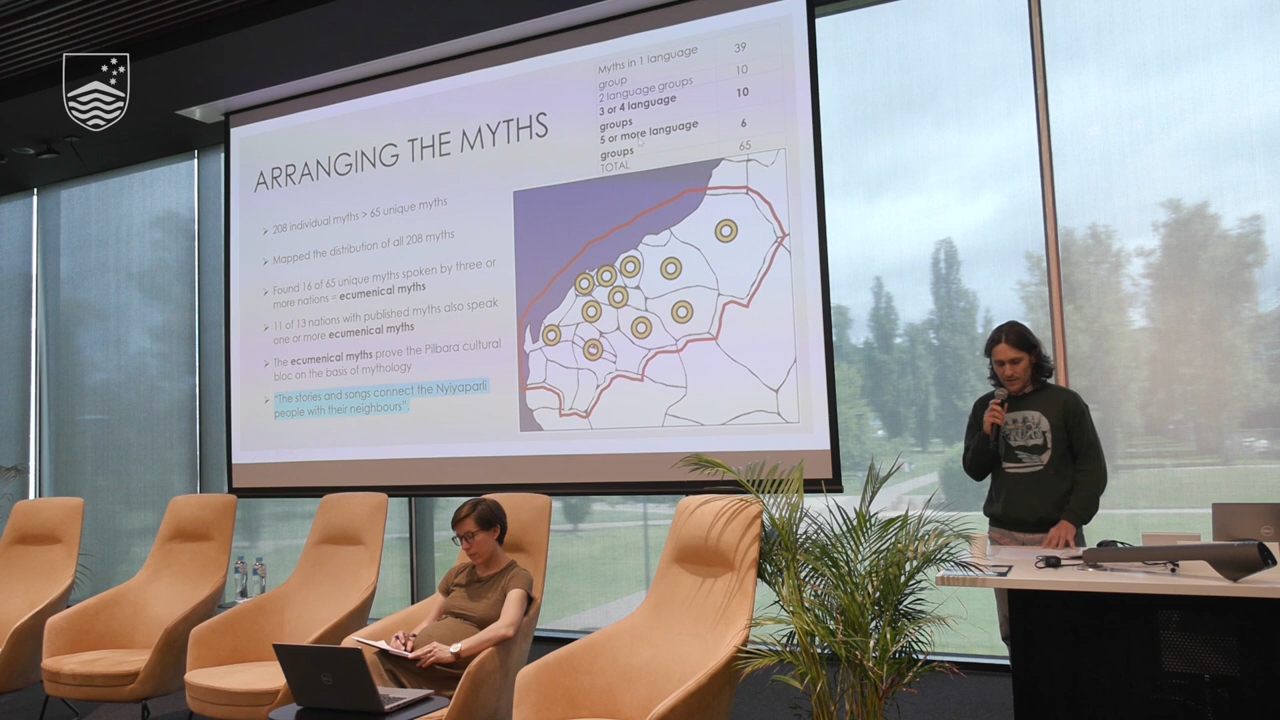 ARRANGING THE MYTHS
208 individual myths > 65 unique myths
Mapped the distribution of all 208 myths
Found 16 of 65 unique myths spoken by three or
more nations = ecumenical myths
11 of 13 nations with published myths also speak
one or more ecumenical myths
The ecumenical myths prove the Pilbara cultural
bloc on the basis of mythology
"The stories and songs connect the Nyiyaparli
people with their neighbours".
Myths in 1 language 39
group
2 language groups 10
3 or 4 language 10
groups
5 or more language 6
groups
TOTAL 65
DELL